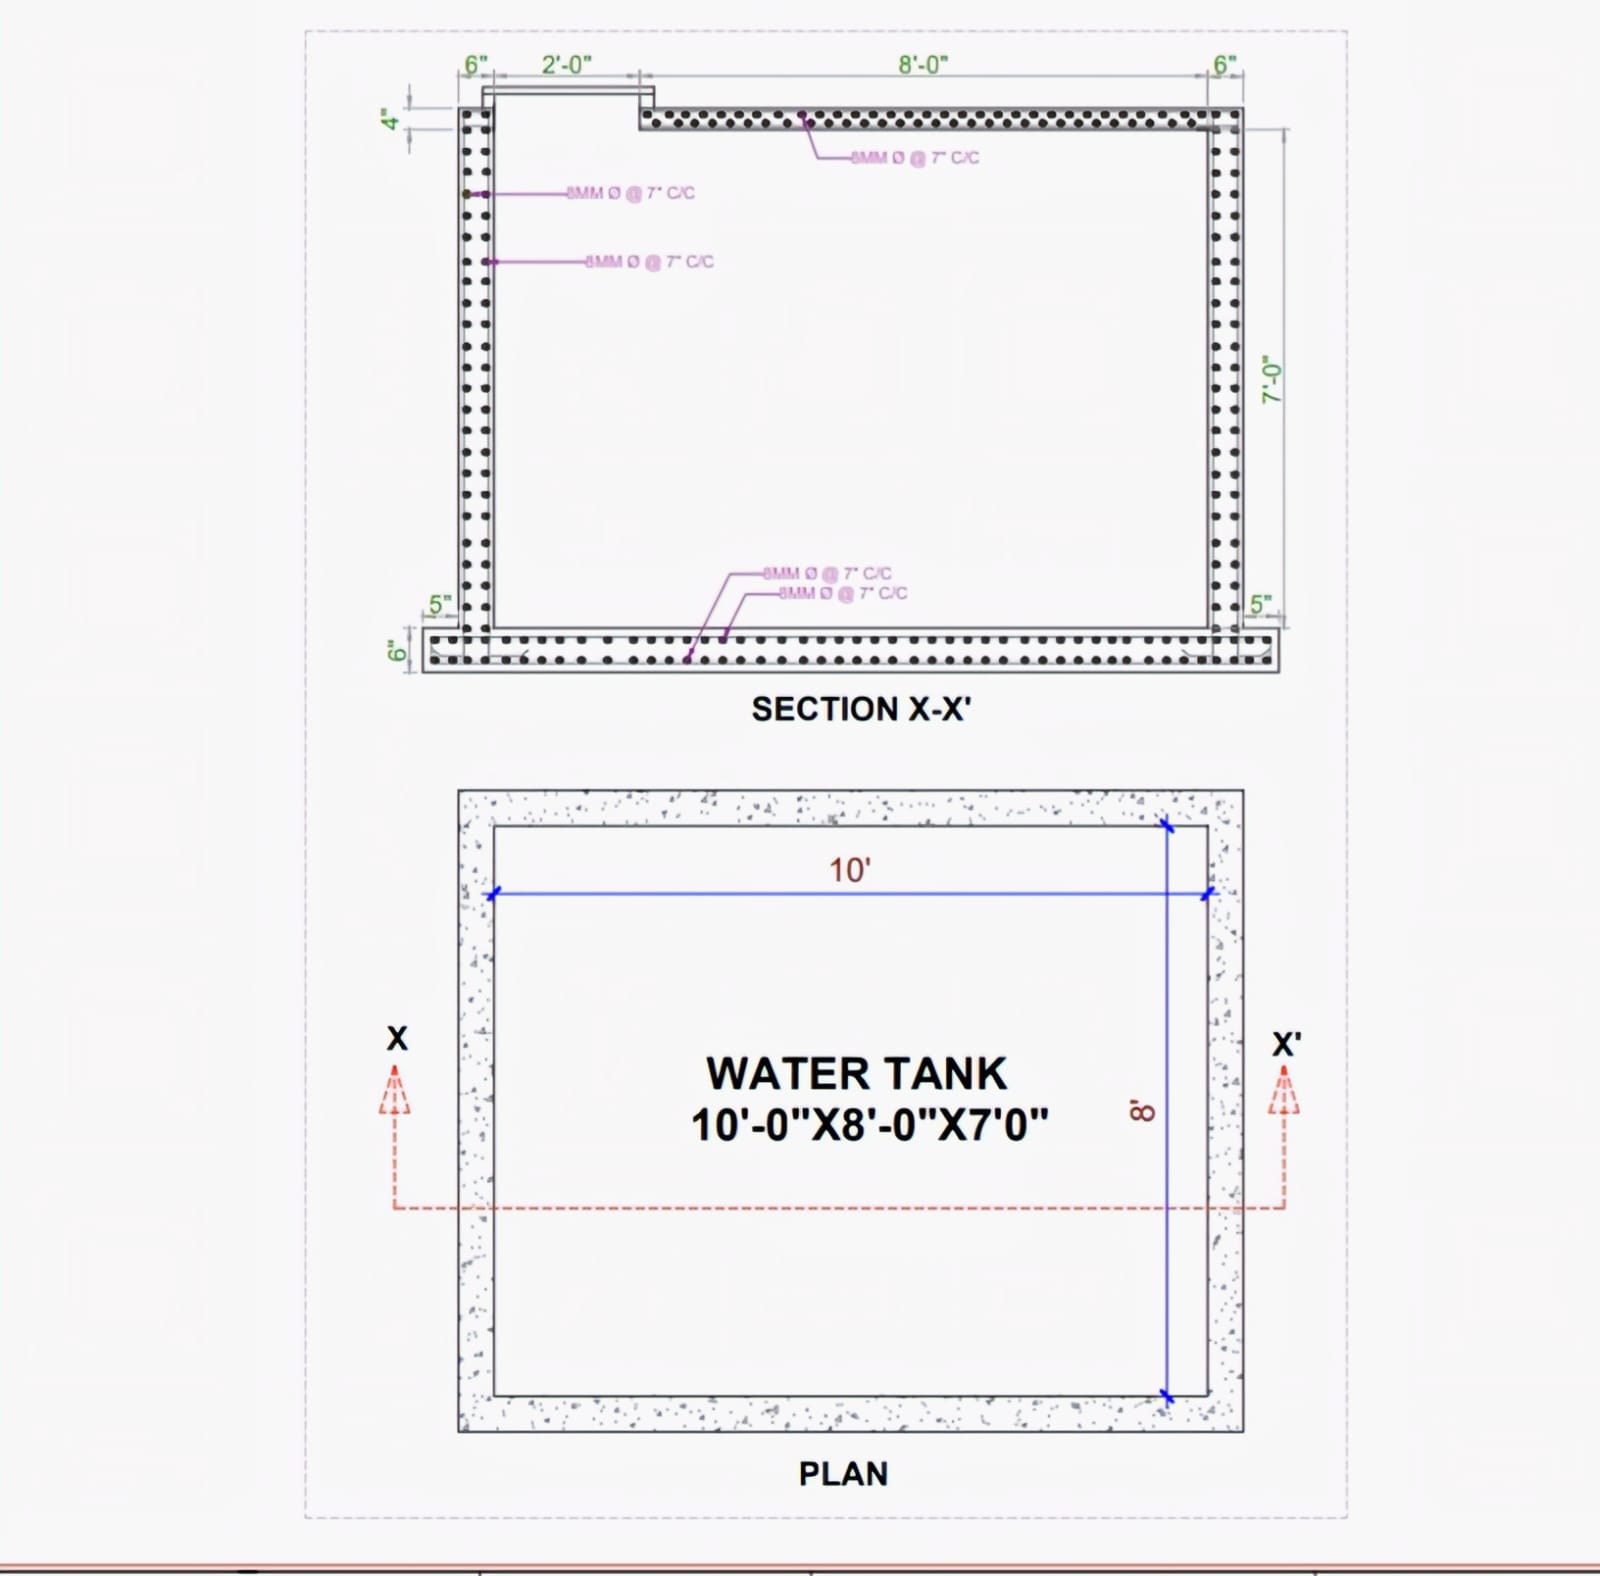 6" 2'-0" 8'-0" 6"
4"
8MM Ø @ 7" C/C
8MM Ø @ 7" C/C
8MM Ø @ 7" C/C
7'-0"
8MM Ø @ 7" C/C
8MM Ø @ 7" C/C
5" 5"
6"
SECTION X-X'
10'
X X'
WATER TANK
10'-0"X8'-0"X7'0"
8'
PLAN